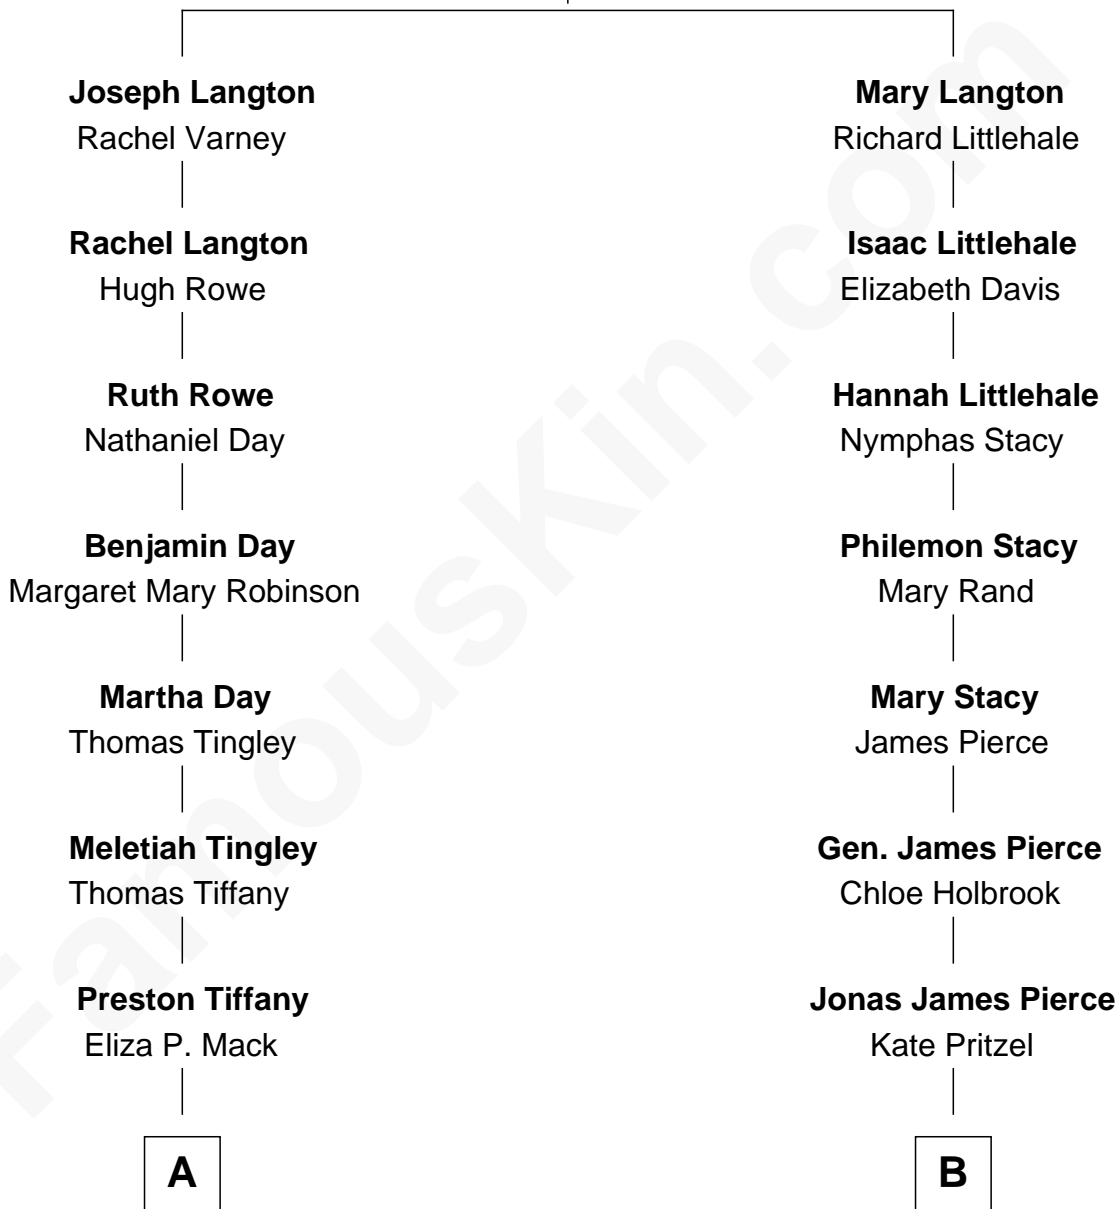 Joseph Langton
Rachel Varney
Rachel Langton
Hugh Rowe
Ruth Rowe
Nathaniel Day
Benjamin Day
Margaret Mary Robinson
Martha Day
Thomas Tingley
Meletiah Tingley
Thomas Tiffany
Preston Tiffany
Eliza P. Mack
A
Mary Langton
Richard Littlehale
Isaac Littlehale
Elizabeth Davis
Hannah Littlehale
Nymphas Stacy
Philemon Stacy
Mary Rand
Mary Stacy
James Pierce
Gen. James Pierce
Chloe Holbrook
Jonas James Pierce
Kate Pritzel
B
FamousKin.com